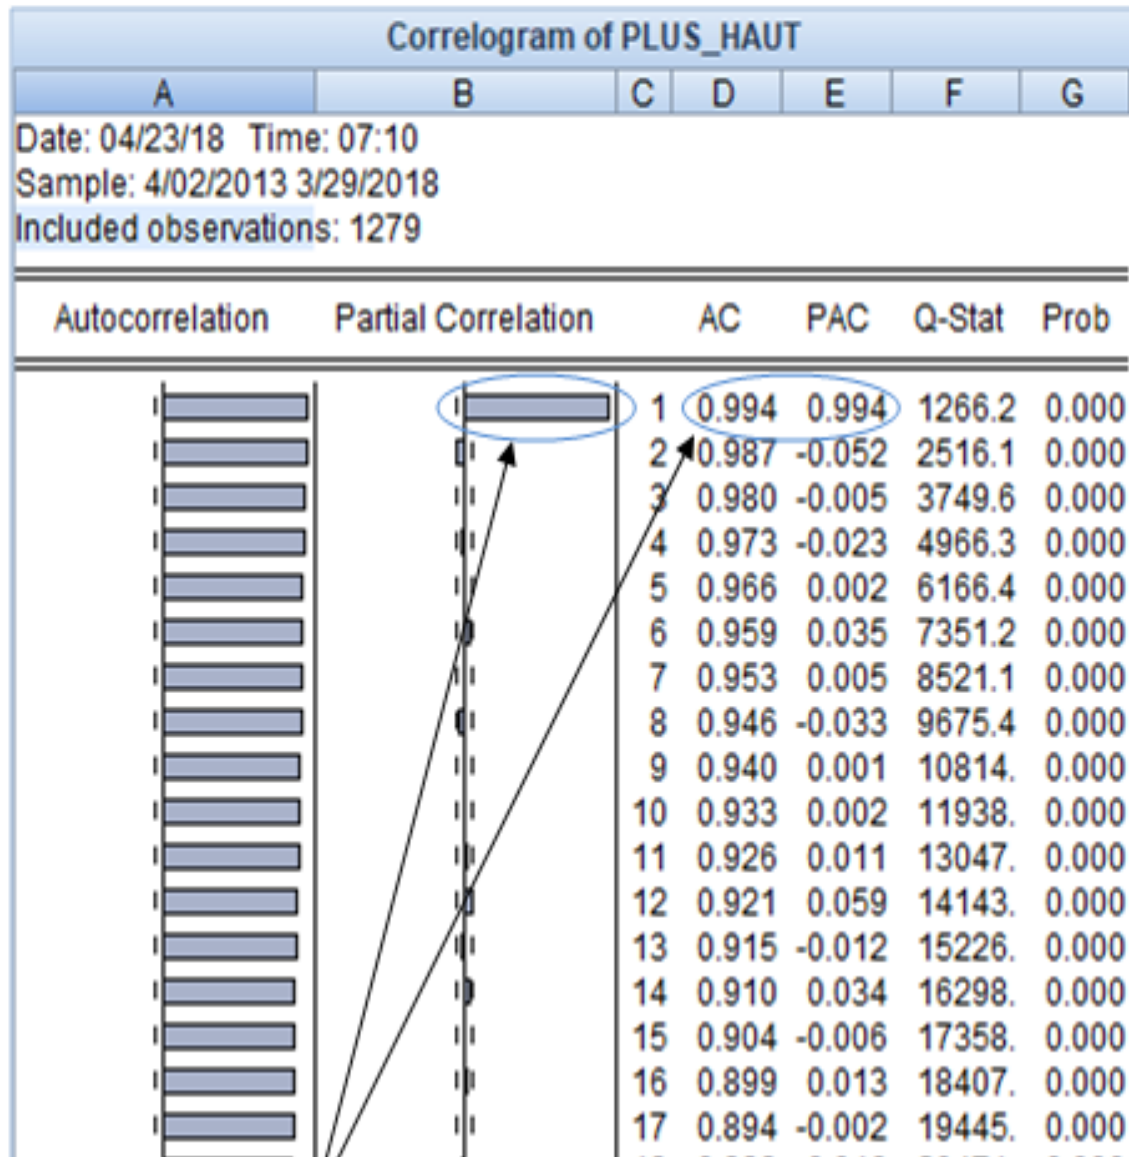 Correlogram of PLUS_HAUT
A B C D E F G
Date: 04/23/18 Time: 07:10
Sample: 4/02/2013 3/29/2018
Included observations: 1279
Autocorrelation Partial Correlation AC PAC Q-Stat Prob
1 0.994 0.994 1266.2 0.000
2 0.987 -0.052 2516.1 0.000
3 0.980 -0.005 3749.6 0.000
4 0.973 -0.023 4966.3 0.000
5 0.966 0.002 6166.4 0.000
6 0.959 0.035 7351.2 0.000
7 0.953 0.005 8521.1 0.000
8 0.946 -0.033 9675.4 0.000
9 0.940 0.001 10814. 0.000
10 0.933 0.002 11938. 0.000
11 0.926 0.011 13047. 0.000
12 0.921 0.059 14143. 0.000
13 0.915 -0.012 15226. 0.000
14 0.910 0.034 16298. 0.000
15 0.904 -0.006 17358. 0.000
16 0.899 0.013 18407. 0.000
17 0.894 -0.002 19445. 0.000